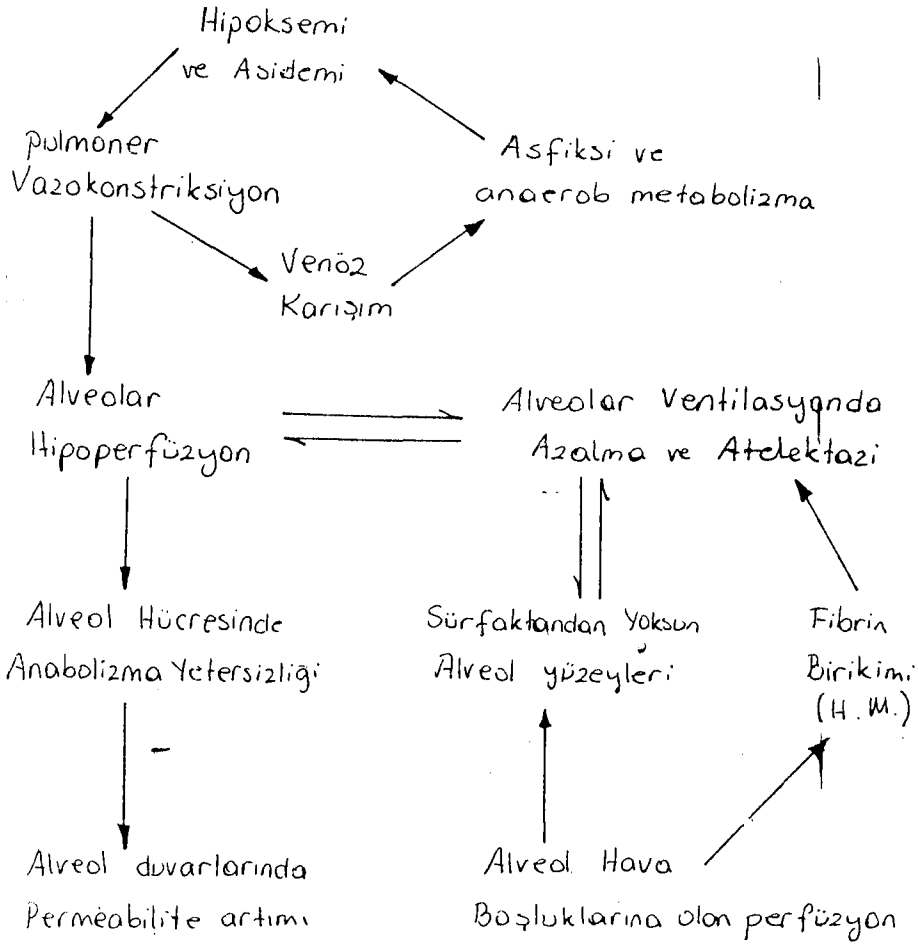 Hipoksemi
ve Asidemi
pulmoner
Vazokonstriksiyon
Asfiksi ve
anaerob metabolizma
Venöz
Karışım
Alveolar
Hipoperfüzyon
Alveolar Ventilasyonda
Azalma ve Atelektazi
Alveol Hücresinde
Anabolizma Yetersizliği
Sürfaktandan Yoksun
Alveol yüzeyleri
Fibrin
Birikimi
(H.M.)
Alveol duvarlarında
Permeabilite artımı
Alveol Hava
Boşluklarına olan perfüzyon